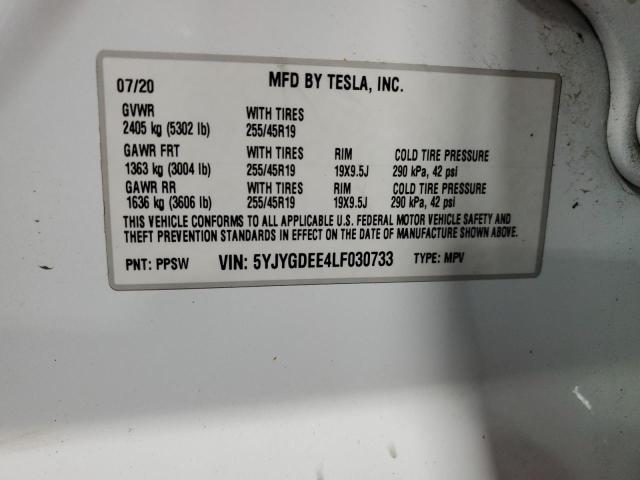 07/20 MFD BY TESLA, INC.
GVWR WITH TIRES
2405 kg (5302 lb) 255/45R19
GAWR FRT WITH TIRES RIM COLD TIRE PRESSURE
1363 kg (3004 lb) 255/45R19 19X9.5J 290 kPa, 42 psi
GAWR RR WITH TIRES RIM COLD TIRE PRESSURE
1636 kg (3606 lb) 255/45R19 19X9.5J 290 kPa, 42 psi
THIS VEHICLE CONFORMS TO ALL APPLICABLE U.S. FEDERAL MOTOR VEHICLE SAFETY AND
THEFT PREVENTION STANDARDS IN EFFECT ON THE DATE OF MANUFACTURE SHOWN ABOVE.
PNT: PPSW VIN: 5YJYGDEE4LF030733 TYPE: MPV